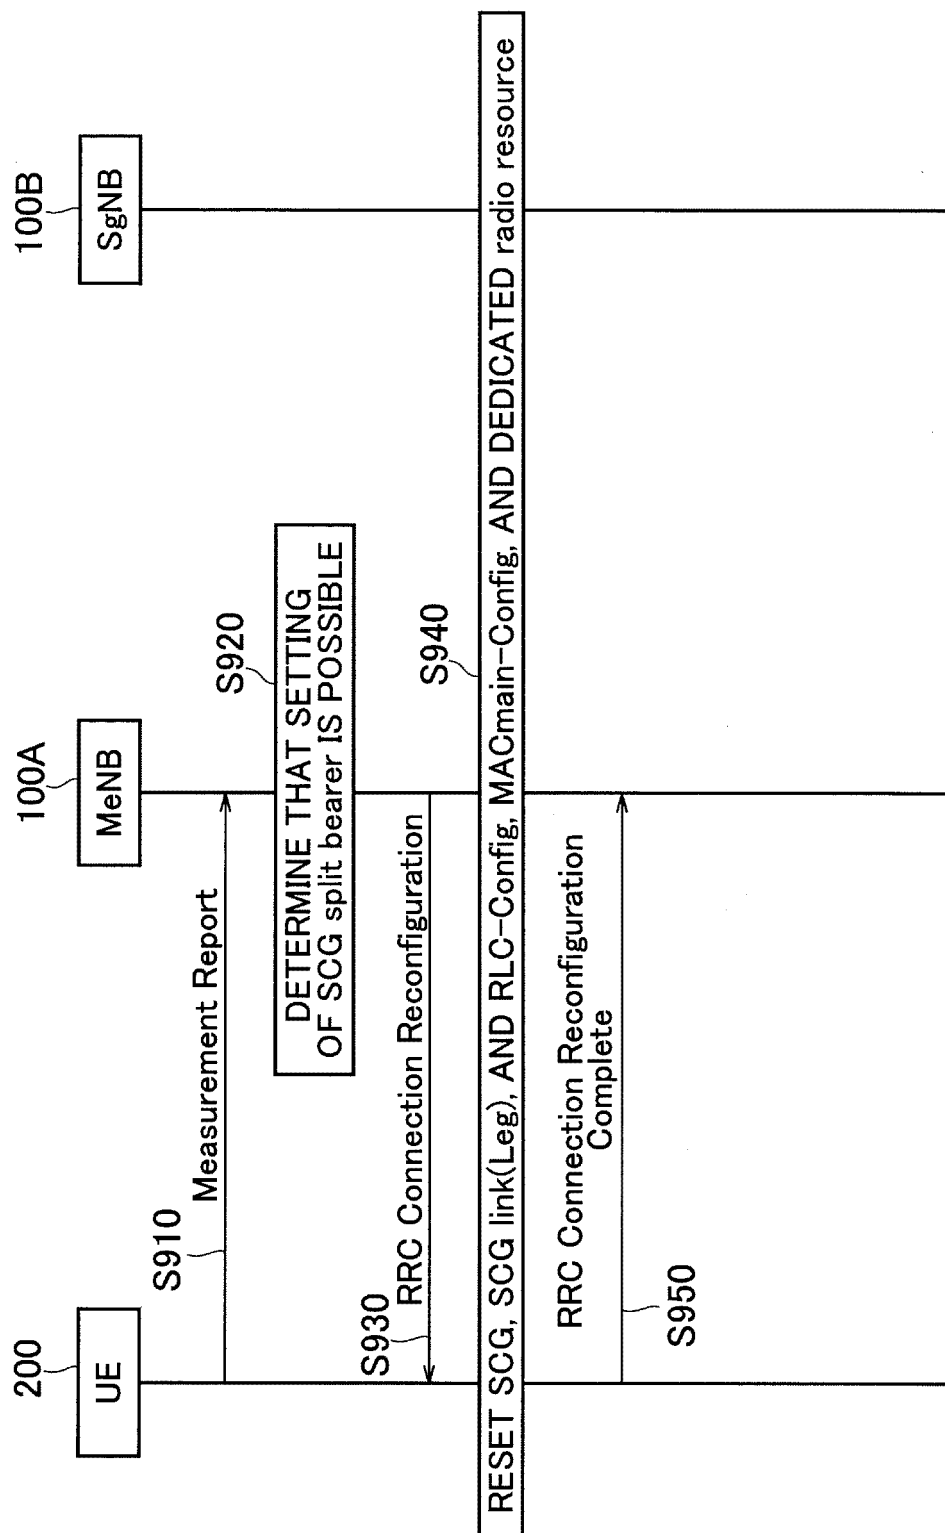 200
UE
100A
MeNB
100B
SgNB
S910
Measurement Report
S920
DETERMINE THAT SETTING
OF SCG split bearer IS POSSIBLE
S930
RRC Connection Reconfiguration
S940
RESET SCG, SCG link(Leg), AND RLC-Config, MACmain-Config, AND DEDICATED radio resource
RRC Connection Reconfiguration
Complete
S950